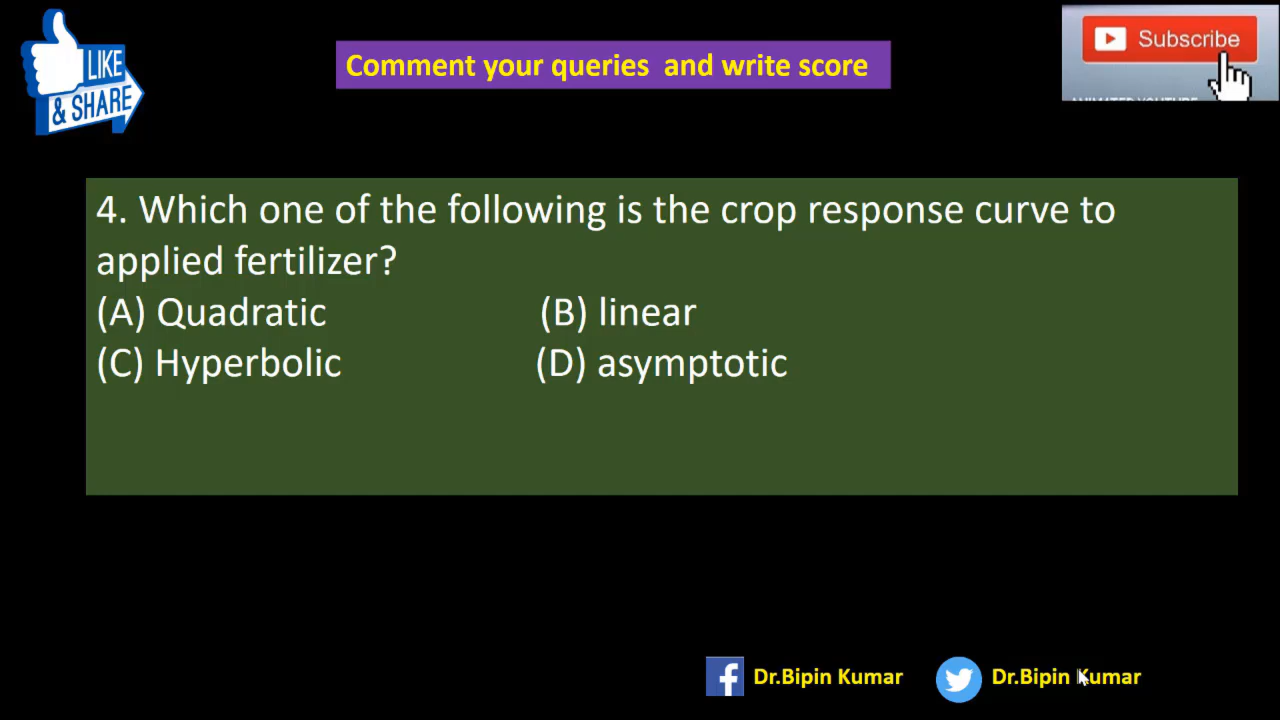 LIKE
& SHARE
Comment your queries and write score
Subscribe
4. Which one of the following is the crop response curve to
applied fertilizer?
(A) Quadratic (B) linear
(C) Hyperbolic (D) asymptotic
f Dr.Bipin Kumar Dr.Bipin Kumar